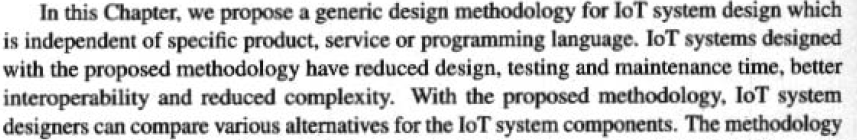 In this Chapter, we propose a generic design methodology for IoT system design which
is independent of specific product, service or programming language. IoT systems designed
with the proposed methodology have reduced design, testing and maintenance time, better
interoperability and reduced complexity. With the proposed methodology, IoT system
designers can compare various alternatives for the IoT system components. The methodology